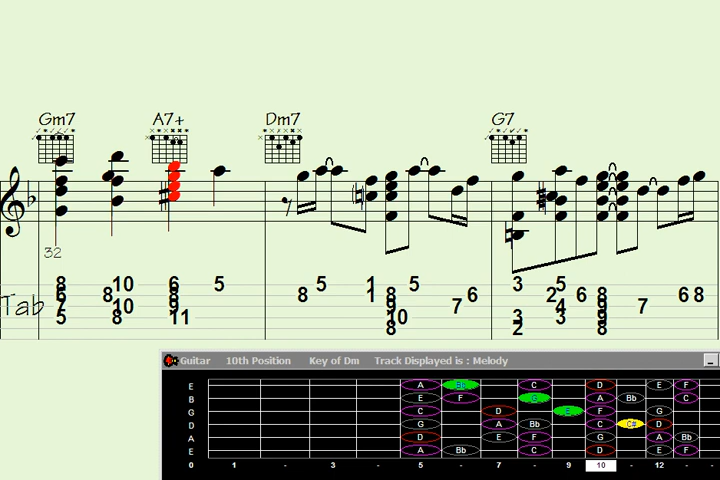 Gm7 A7+ Dm7 G7
32
8 10 6 5 5 1 5 3 5
6 8 8 8 8 1 8 6 2 6 8 6 8
7 10 9 9 7 4 9 7
5 8 11 10 3 3 9
8 2 8
Tab
Guitar 10th Position Key of Dm Track Displayed is : Melody
E A Bb C D E F
B E F G A Bb C
G C D E F G
D G A Bb C C# D
A D E F G A Bb
E A Bb C D E F
0 1 - 3 - 5 - 7 - 9 10 - 12 - -